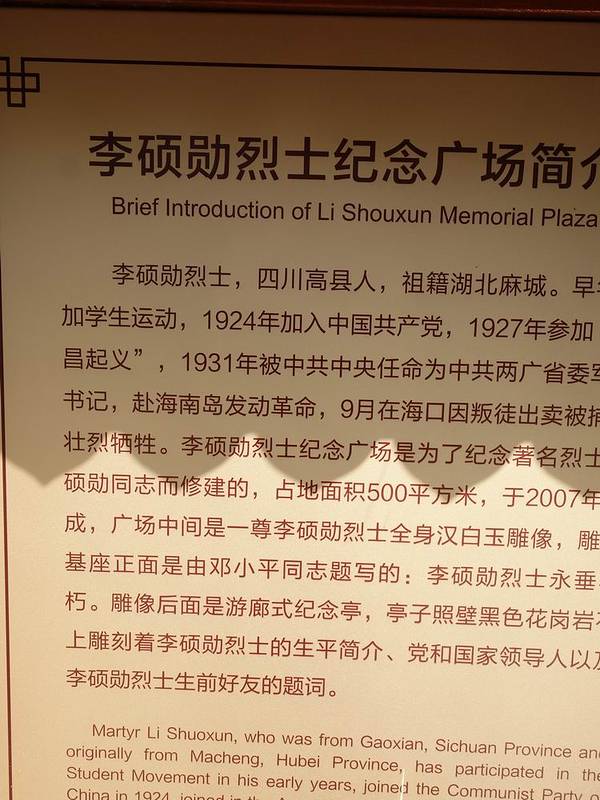 李硕勋烈士纪念广场简介
Brief Introduction of Li Shouxun Memorial Plaza
李硕勋烈士，四川高县人，祖籍湖北麻城。早年
加学生运动，1924年加入中国共产党，1927年参加
昌起义”，1931年被中共中央任命为中共两广省委军
书记，赴海南岛发动革命，9月在海口因叛徒出卖被捕
壮烈牺牲。李硕勋烈士纪念广场是为了纪念著名烈士
硕勋同志而修建的，占地面积500平方米，于2007年
成，广场中间是一尊李硕勋烈士全身汉白玉雕像，雕
基座正面是由邓小平同志题写的：李硕勋烈士永垂
朽。雕像后面是游廊式纪念亭，亭子照壁黑色花岗岩
上雕刻着李硕勋烈士的生平简介、党和国家领导人以及
李硕勋烈士生前好友的题词。
Martyr Li Shuoxun, who was from Gaoxian, Sichuan Province and
originally from Macheng, Hubei Province, has participated in the
Student Movement in his early years, joined the Communist Party of
China in 1924, joined in the